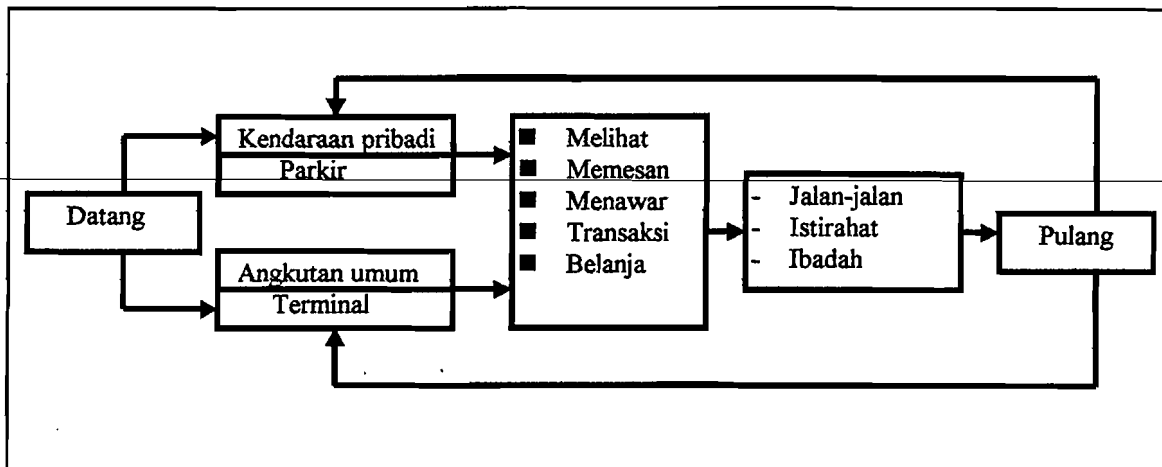 Datang
Kendaraan pribadi
Parkir
Angkutan umum
Terminal
■ Melihat
■ Memesan
■ Menawar
■ Transaksi
■ Belanja
- Jalan-jalan
- Istirahat
- Ibadah
Pulang